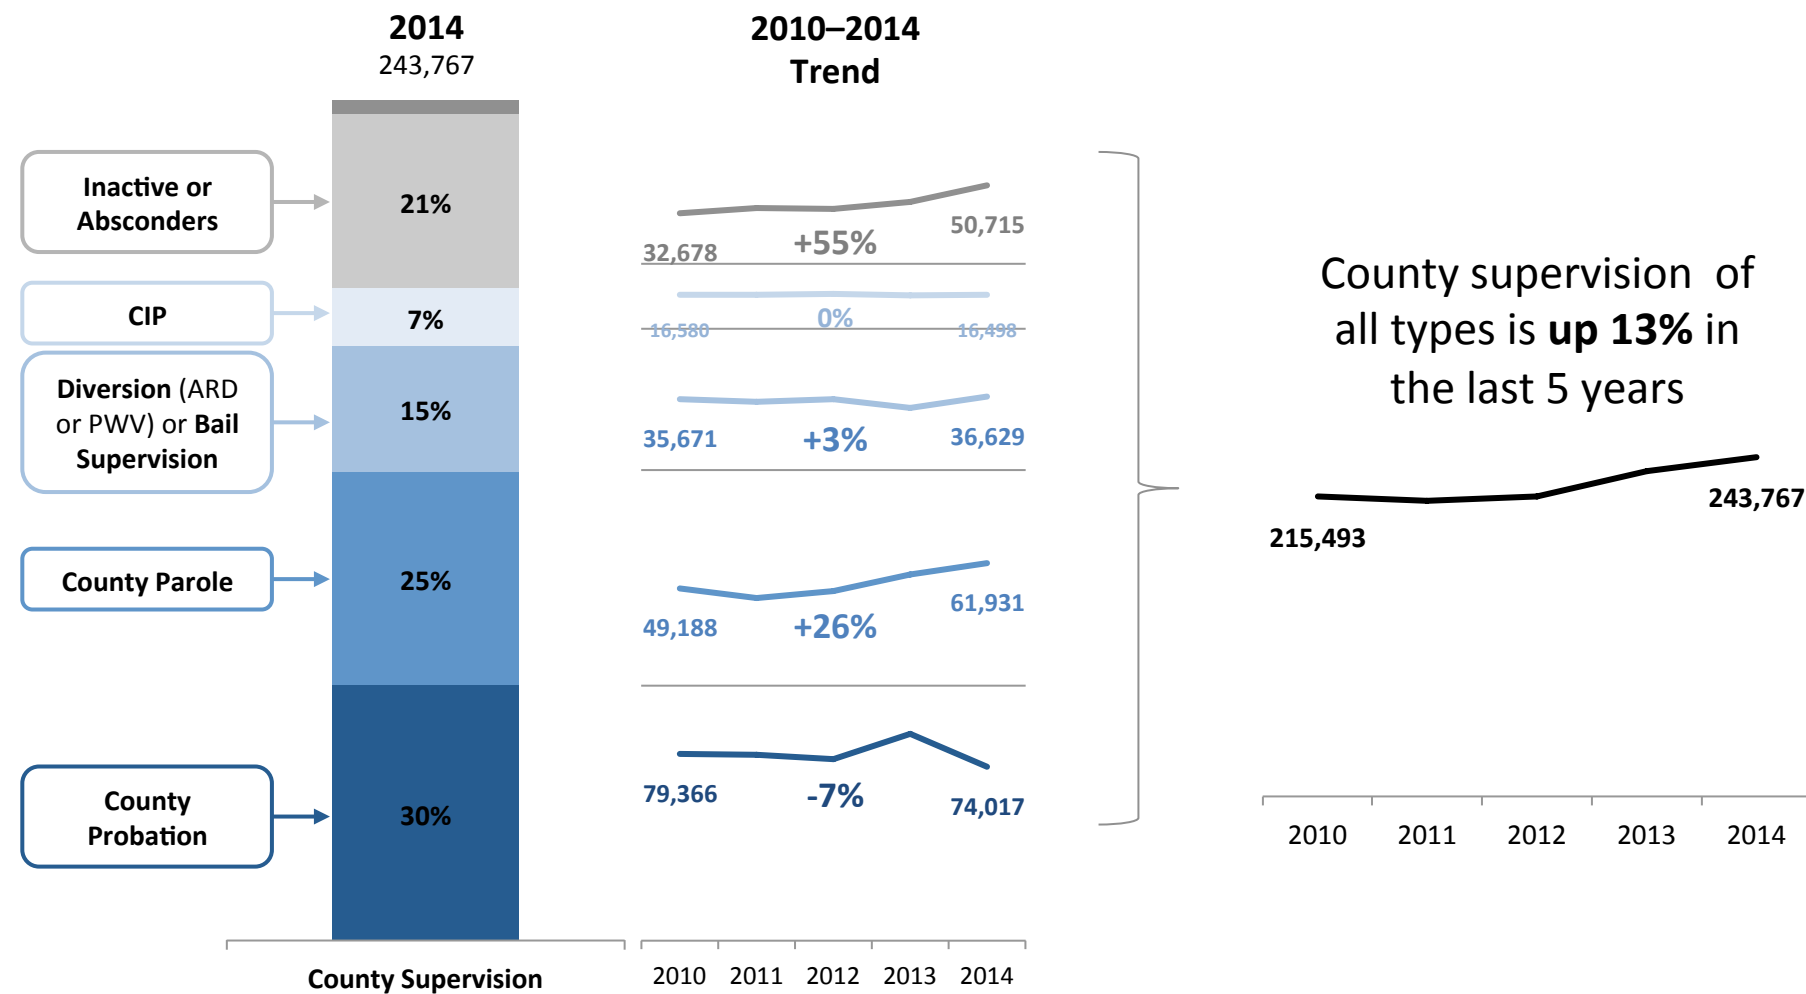 2014
243,767
Inactive or
Absconders
CIP
Diversion (ARD
or PWV) or Bail
Supervision
County Parole
County
Probation
21%
7%
15%
25%
30%
County Supervision
2010–2014
Trend
32,678
+55%
50,715
16,580
0%
16,498
35,671
+3%
36,629
49,188
+26%
61,931
79,366
-7%
74,017
2010 2011 2012 2013 2014
County supervision of
all types is up 13% in
the last 5 years
215,493
243,767
2010 2011 2012 2013 2014